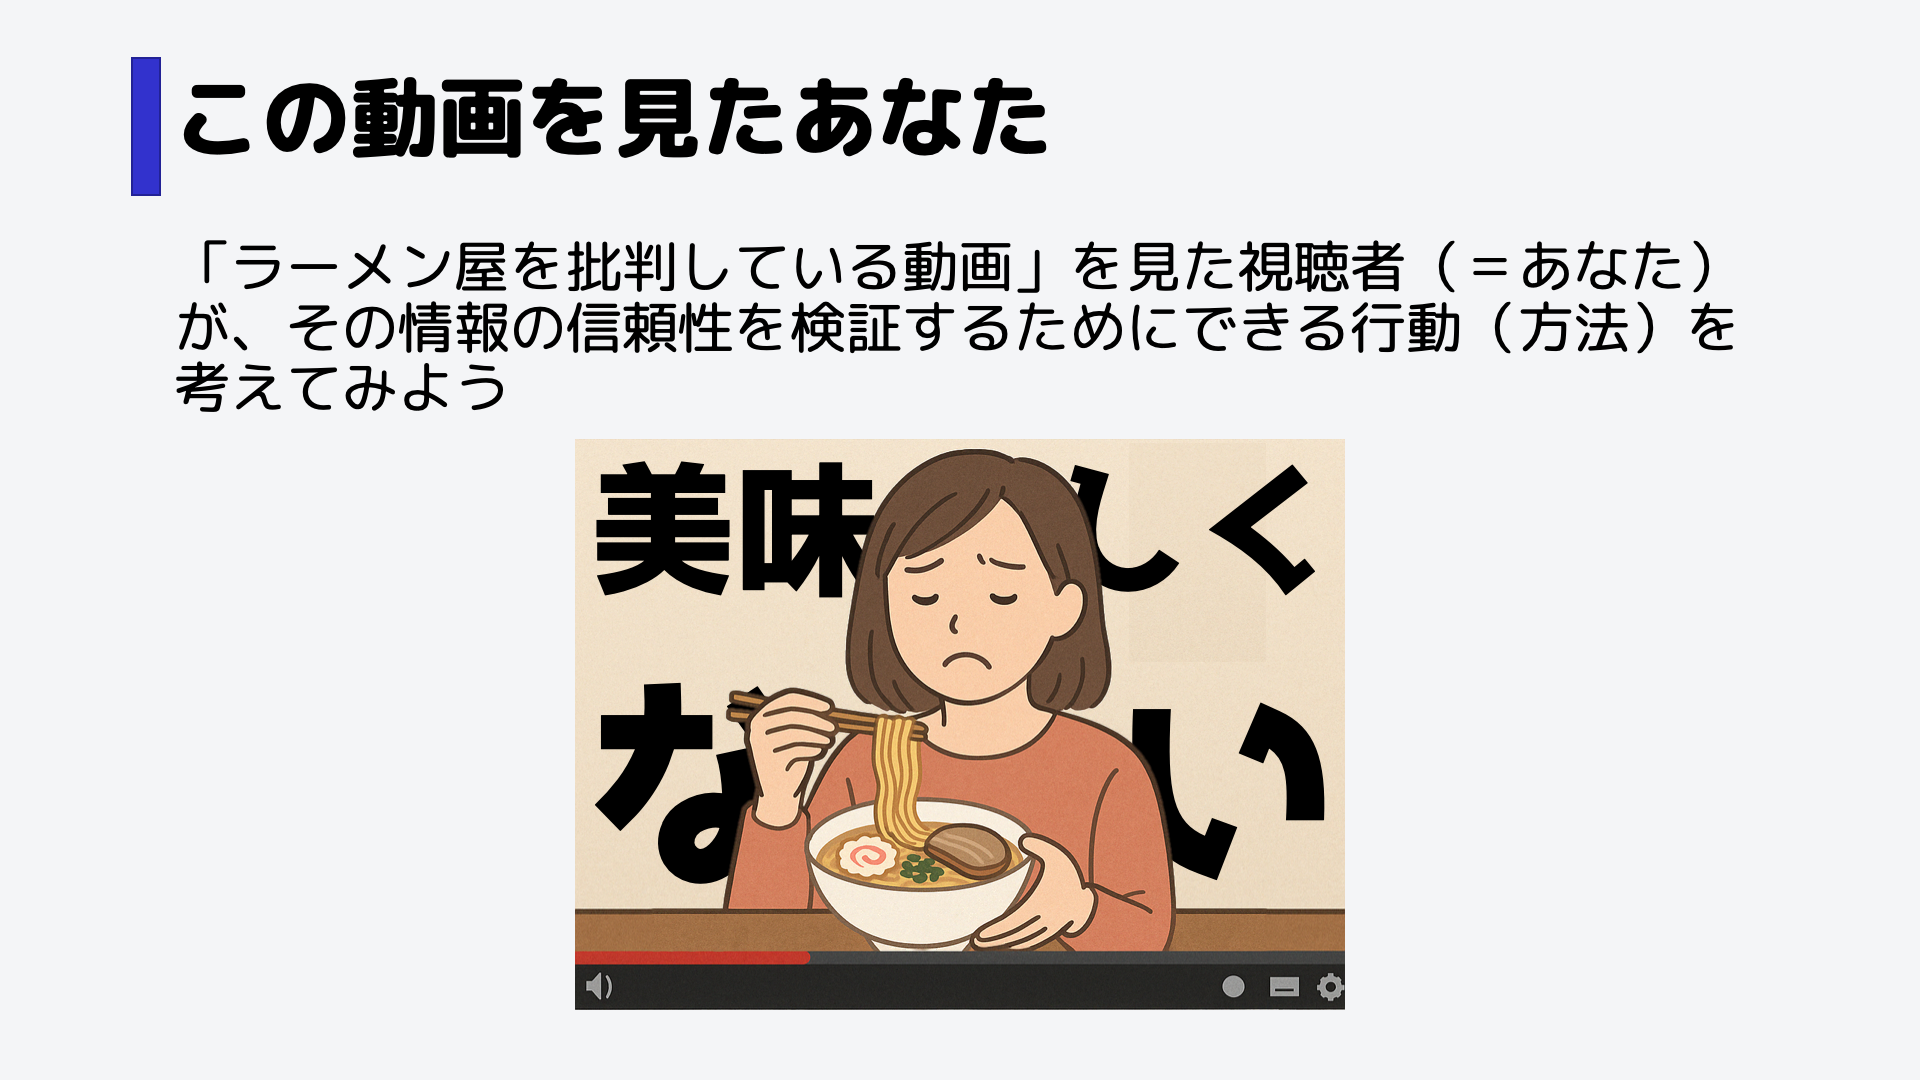 この動画を見たあなた
「ラーメン屋を批判している動画」を見た視聴者（＝あなた）
が、その情報の信頼性を検証するためにできる行動（方法）を
考えてみよう
美味しく
ない